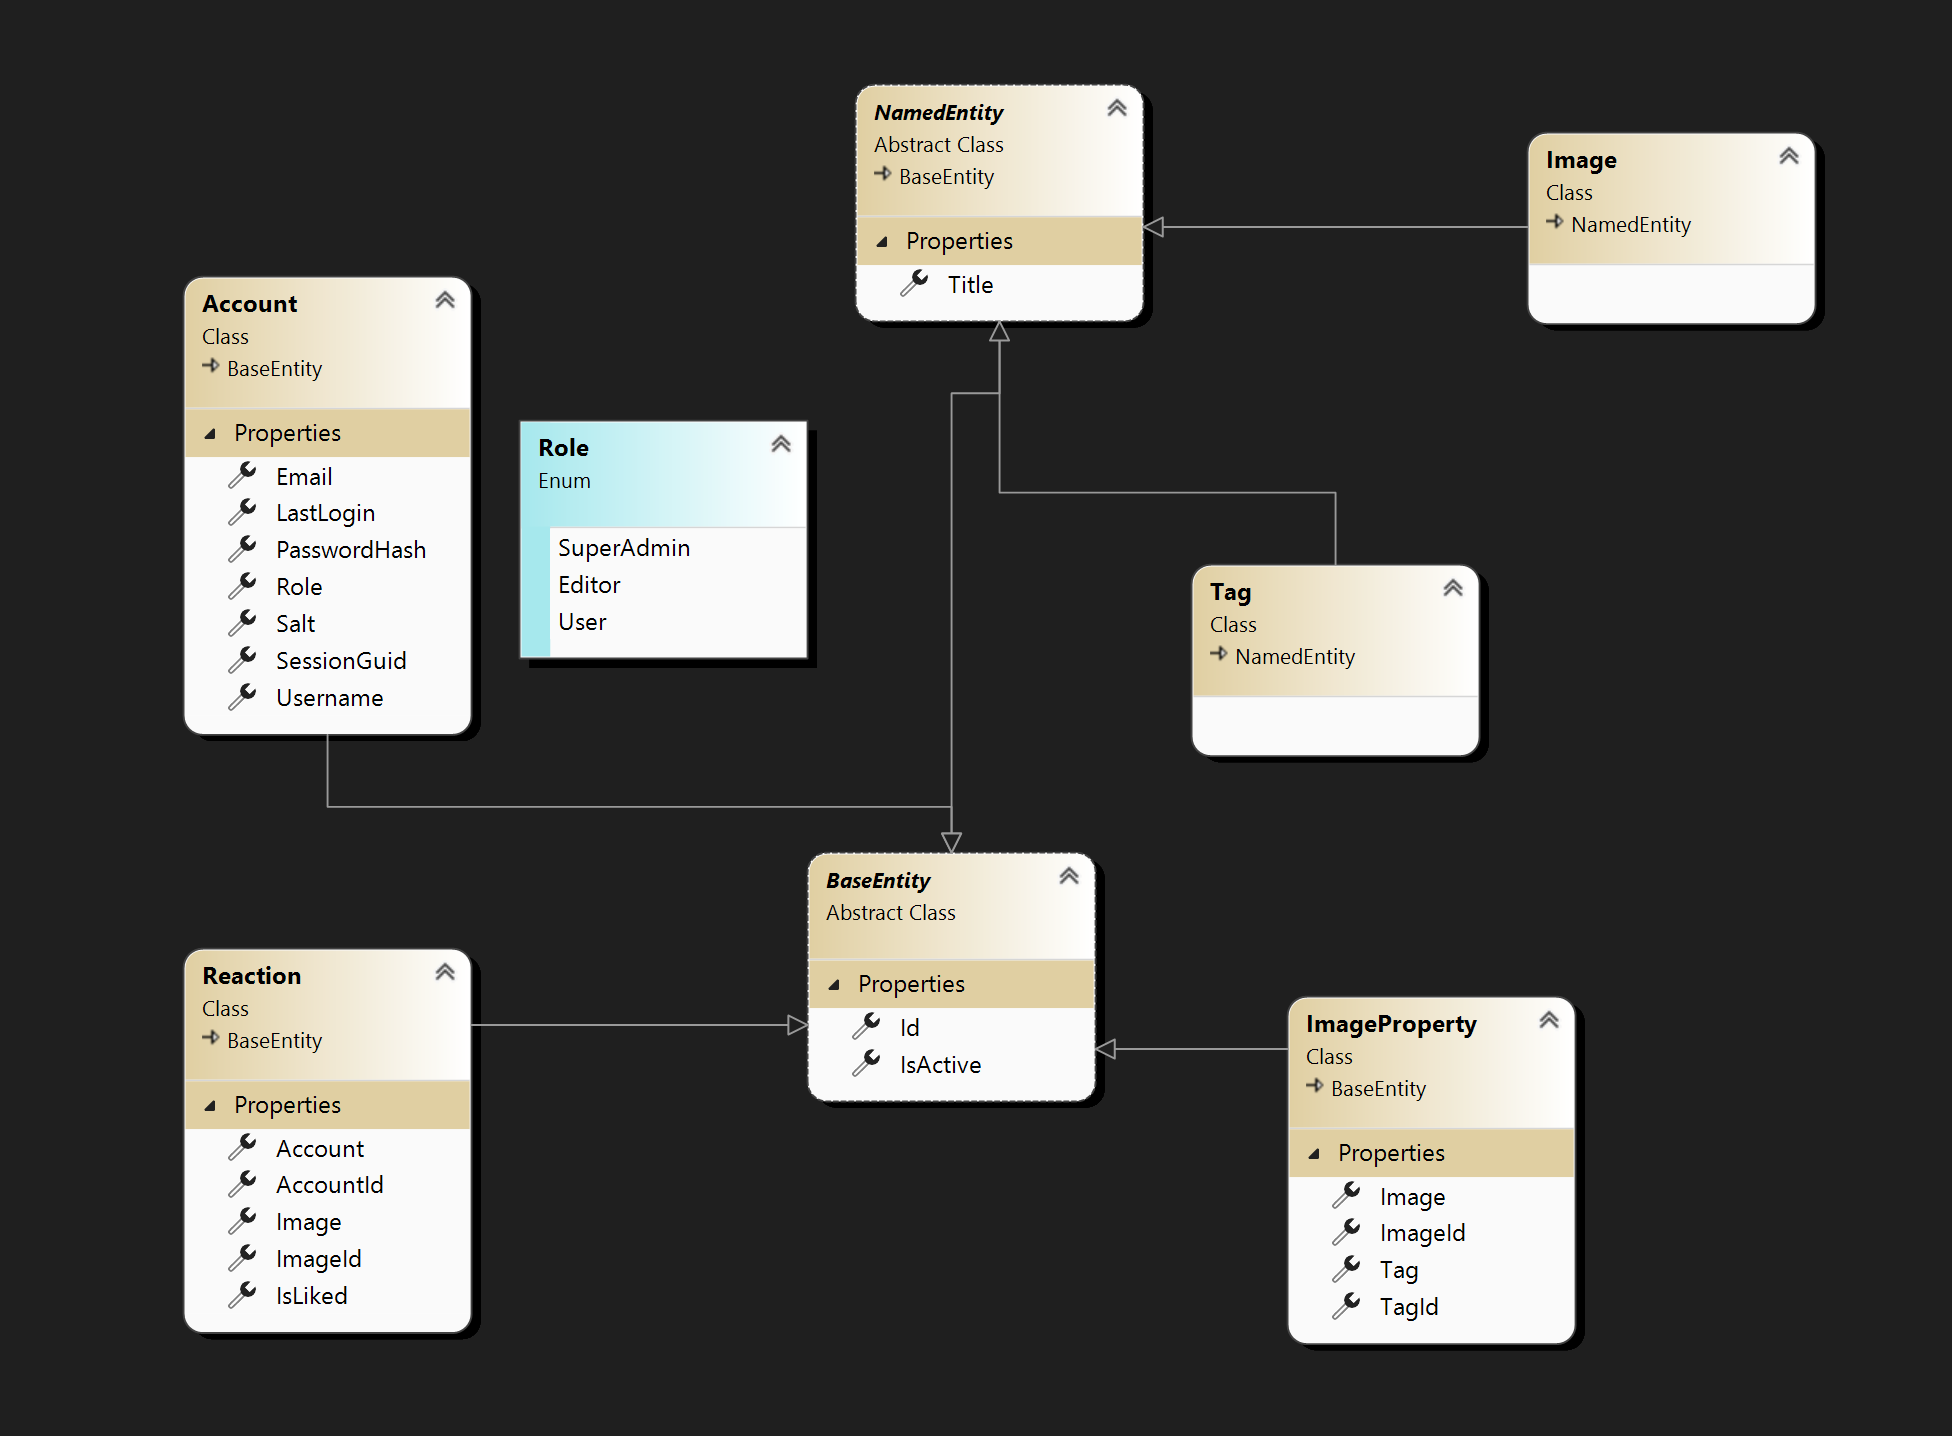 NamedEntity
Abstract Class
BaseEntity
Properties
Title
Image
Class
NamedEntity
Account
Class
BaseEntity
Properties
Email
LastLogin
PasswordHash
Role
Salt
SessionGuid
Username
Role
Enum
SuperAdmin
Editor
User
Tag
Class
NamedEntity
BaseEntity
Abstract Class
Properties
Id
IsActive
Reaction
Class
BaseEntity
Properties
Account
AccountId
Image
ImageId
IsLiked
ImageProperty
Class
BaseEntity
Properties
Image
ImageId
Tag
TagId